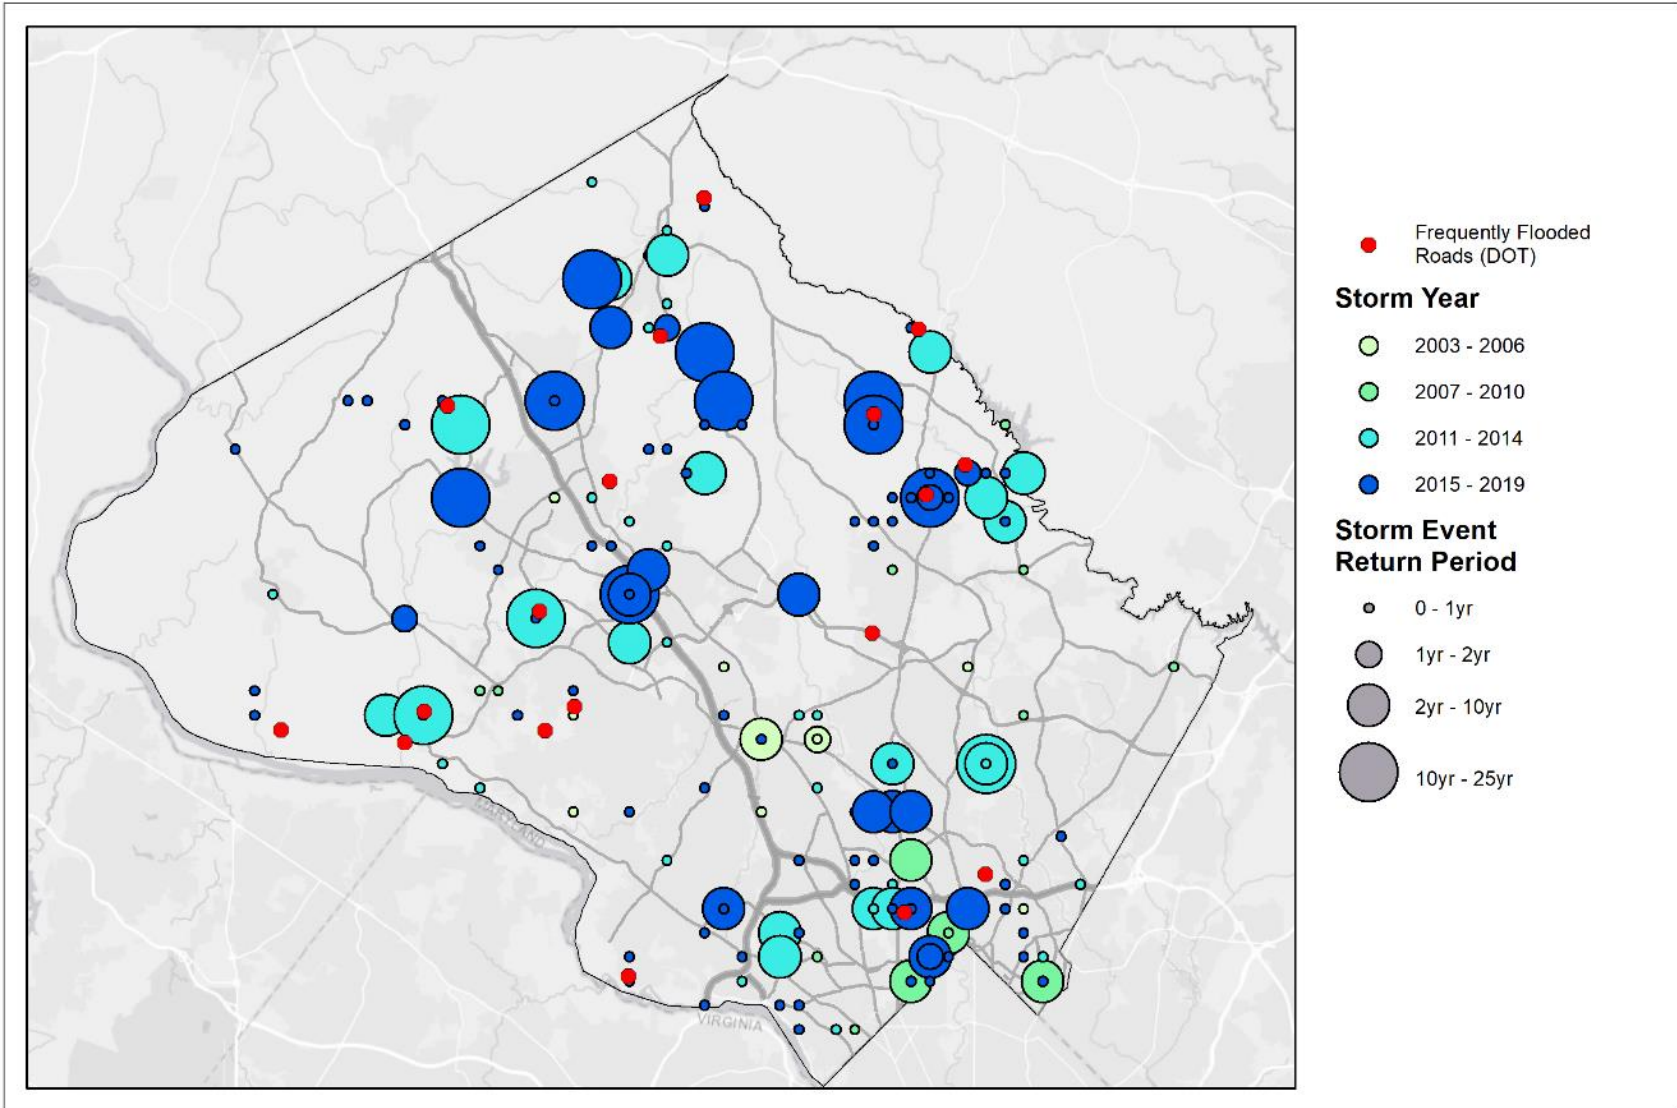 Frequently Flooded
Roads (DOT)
Storm Year
2003 - 2006
2007 - 2010
2011 - 2014
2015 - 2019
Storm Event
Return Period
0 - 1yr
1yr - 2yr
2yr - 10yr
10yr - 25yr
MARYLAND
VIRGINIA